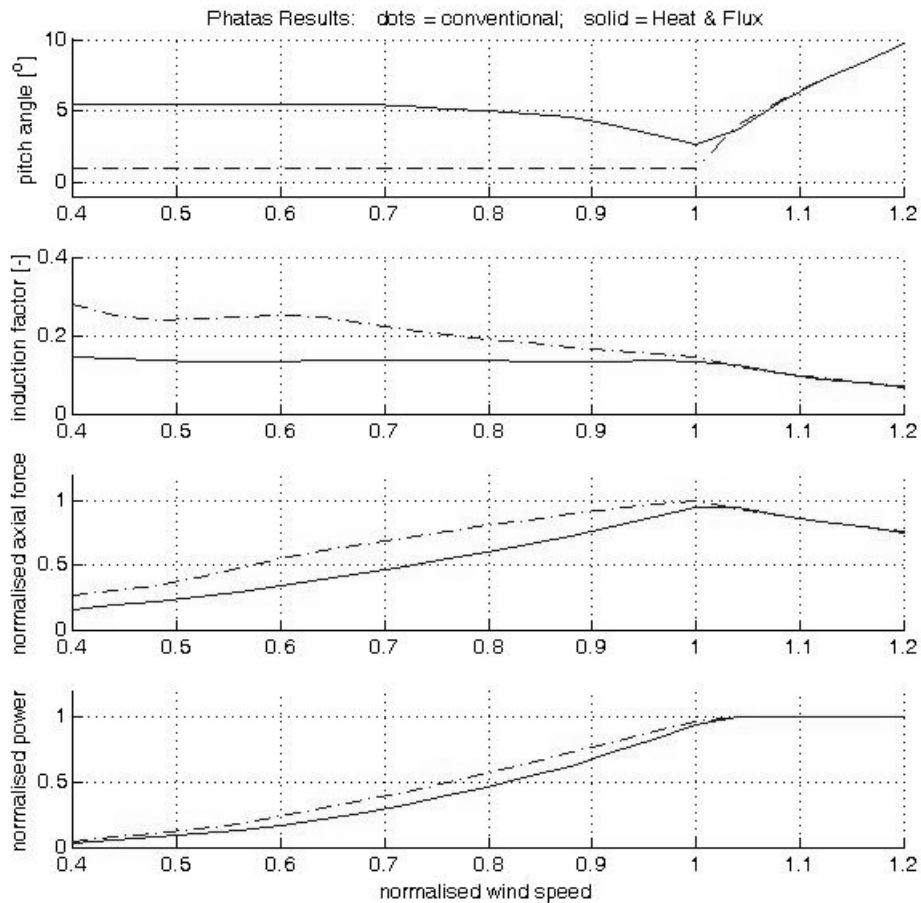 Phatas Results: dots = conventional; solid = Heat & Flux
10
5
0
pitch angle [º]
0.4 0.5 0.6 0.7 0.8 0.9 1 1.1 1.2
0.4
0.2
0
induction factor [-]
0.4 0.5 0.6 0.7 0.8 0.9 1 1.1 1.2
1
0.5
0
normalised axial force
0.4 0.5 0.6 0.7 0.8 0.9 1 1.1 1.2
1
0.5
0
normalised power
0.4 0.5 0.6 0.7 0.8 0.9 1 1.1 1.2
normalised wind speed